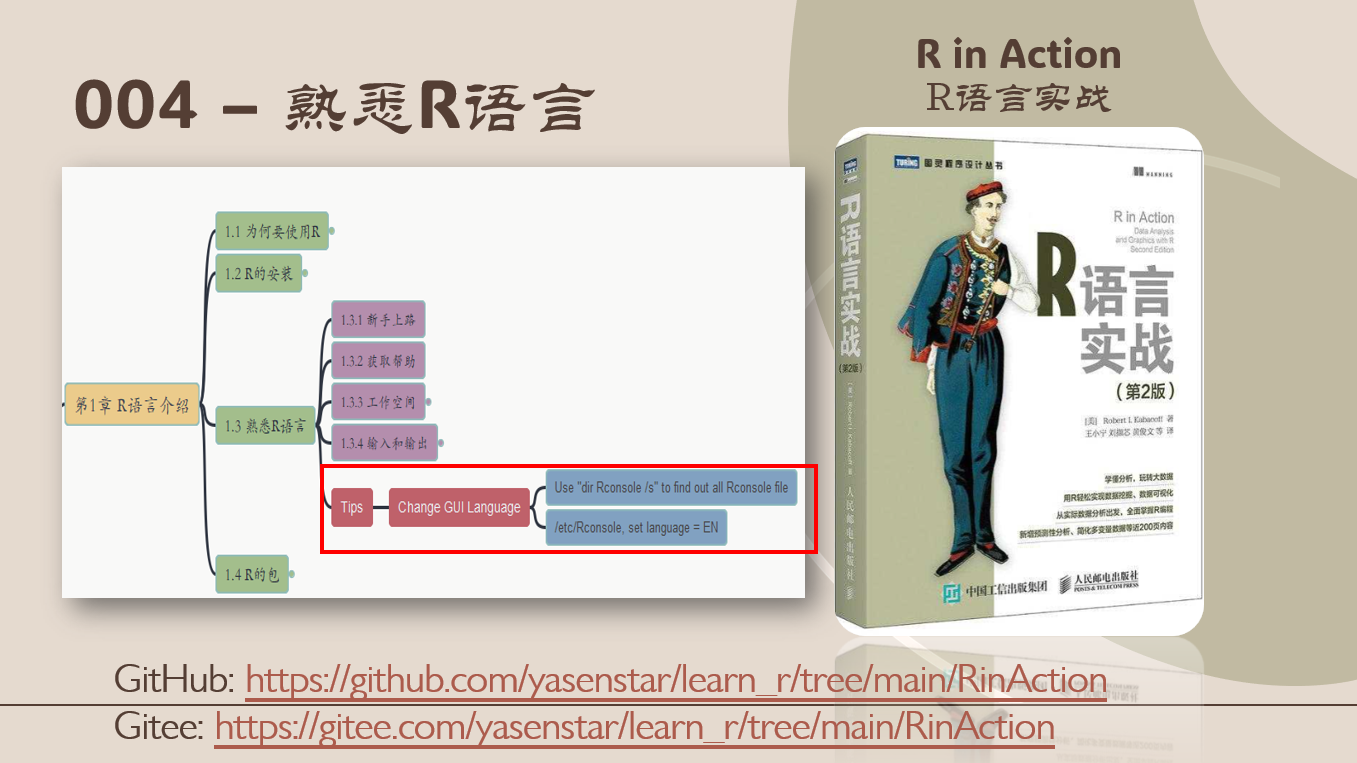 004 – 熟悉R语言
R in Action
R语言实战
第1章 R语言介绍
1.1 为何要使用R
1.2 R的安装
1.3 熟悉R语言
1.3.1 新手上路
1.3.2 获取帮助
1.3.3 工作空间
1.3.4 输入和输出
Tips
Change GUI Language
Use "dir Rconsole /s" to find out all Rconsole file
/etc/Rconsole, set language = EN
1.4 R的包
TURING 图灵程序设计丛书
MANNING
R in Action
Data Analysis
and Graphics with R
Second Edition
R语言
实战
(第2版)
[美] Robert I. Kabacoff 著
王小宁 刘撷芯 黄俊文 等 译
学懂分析，玩转大数据
用R轻松实现数据挖掘、数据可视化
从实际数据分析出发，全面掌握R编程
新增预测性分析、简化多变量数据等近200页内容
中国工信出版集团
人民邮电出版社
POSTS & TELECOM PRESS
TURING
R语言实战
(第2版)
[美] Robert I. Kabacoff 著
人民邮电出版社
GitHub: https://github.com/yasenstar/learn_r/tree/main/RinAction
Gitee: https://gitee.com/yasenstar/learn_r/tree/main/RinAction